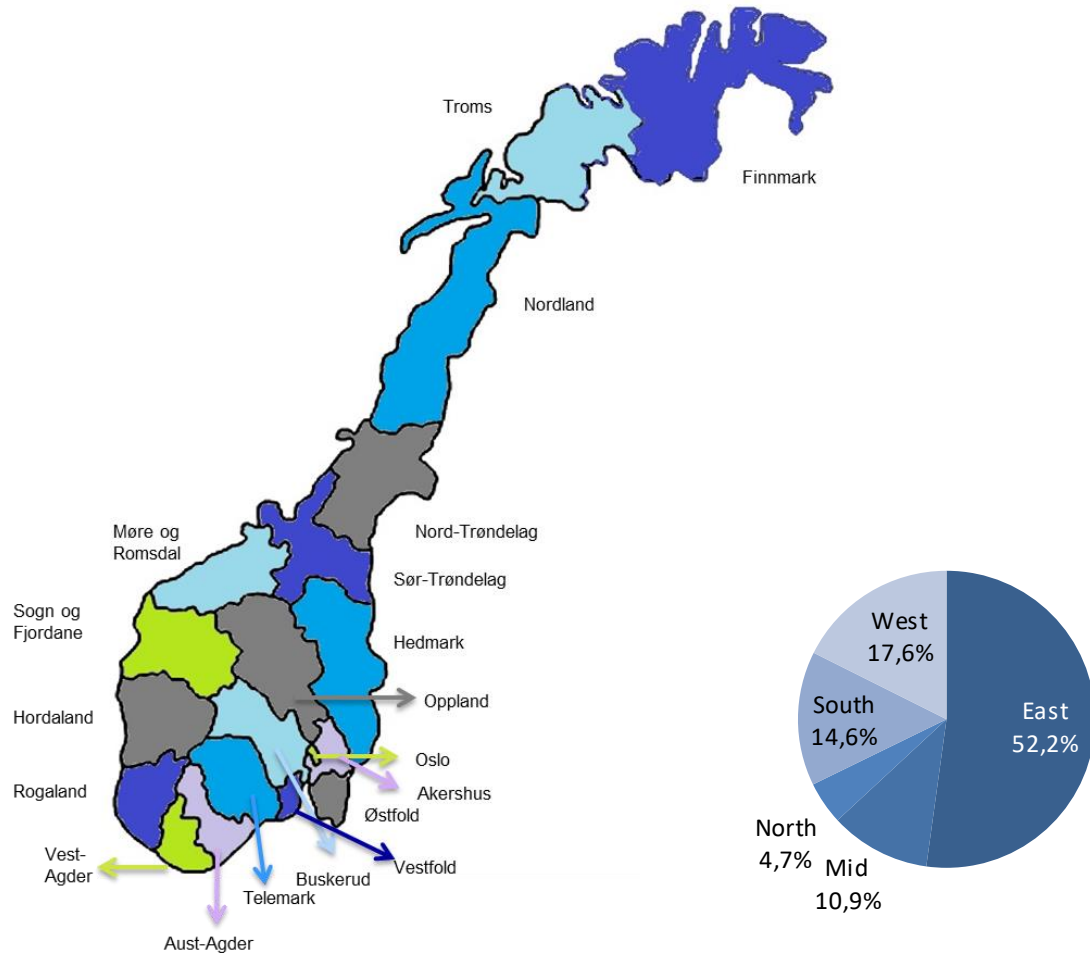 Troms
Finnmark
Nordland
Møre og
Romsdal
Nord-Trøndelag
Sør-Trøndelag
Sogn og
Fjordane
Hedmark
Hordaland
Oppland
Oslo
Rogaland
Akershus
Østfold
Vest-
Agder
Vestfold
Buskerud
Telemark
Aust-Agder
West
17,6%
South
14,6%
East
52,2%
North
4,7%
Mid
10,9%